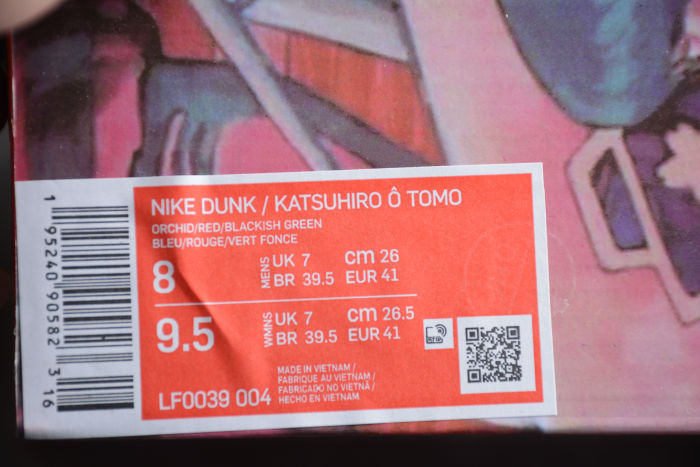 NIKE DUNK / KATSUHIRO Ô TOMO
ORCHID/RED/BLACKISH GREEN
BLEU/ROUGE/VERT FONCE
8 MENS UK 7 cm 26
BR 39.5 EUR 41
9.5 WMNS UK 7 cm 26.5
BR 39.5 EUR 41
RFID
LF0039 004
MADE IN VIETNAM /
FABRIQUE AU VIETNAM /
FABRICADO NO VIETNÃ /
HECHO EN VIETNAM
1 95240 90582 3 16